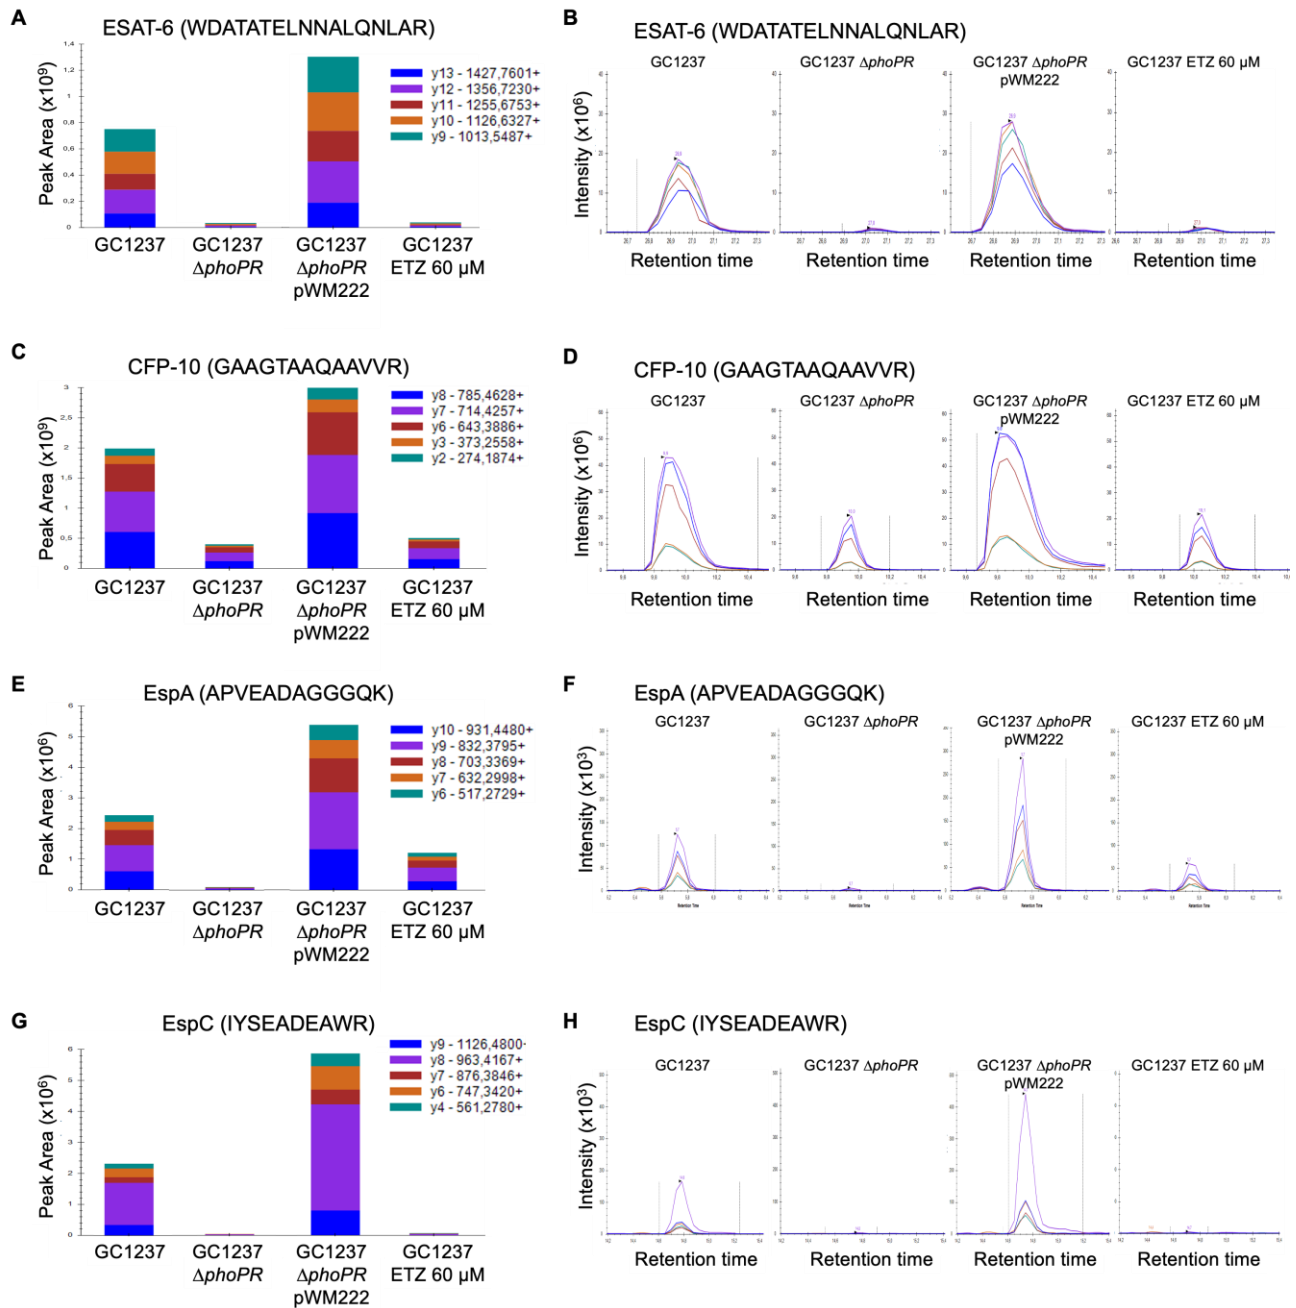 A
ESAT-6 (WDATATELNNALQNLAR)
Peak Area (x10⁹)
1,4
1,2
1
0,8
0,6
0,4
0,2
0
y13 - 1427,7601+
y12 - 1356,7230+
y11 - 1255,6753+
y10 - 1126,6327+
y9 - 1013,5487+
GC1237
GC1237
ΔphoPR
GC1237
ΔphoPR
pWM222
GC1237
ETZ 60 µM
B
ESAT-6 (WDATATELNNALQNLAR)
GC1237
GC1237 ΔphoPR
GC1237 ΔphoPR
pWM222
GC1237 ETZ 60 µM
Intensity (x10⁶)
Retention time
Retention time
Retention time
Retention time
C
CFP-10 (GAAGTAAQAAVVR)
Peak Area (x10⁹)
3
2,5
2
1,5
1
0,5
0
y8 - 785,4628+
y7 - 714,4257+
y6 - 643,3886+
y3 - 373,2558+
y2 - 274,1874+
GC1237
GC1237
ΔphoPR
GC1237
ΔphoPR
pWM222
GC1237
ETZ 60 µM
D
CFP-10 (GAAGTAAQAAVVR)
GC1237
GC1237 ΔphoPR
GC1237 ΔphoPR
pWM222
GC1237 ETZ 60 µM
Intensity (x10⁶)
Retention time
Retention time
Retention time
Retention time
E
EspA (APVEADAGGGQK)
Peak Area (x10⁶)
6
5
4
3
2
1
0
y10 - 931,4480+
y9 - 832,3795+
y8 - 703,3369+
y7 - 632,2998+
y6 - 517,2729+
GC1237
GC1237
ΔphoPR
GC1237
ΔphoPR
pWM222
GC1237
ETZ 60 µM
F
EspA (APVEADAGGGQK)
GC1237
GC1237 ΔphoPR
GC1237 ΔphoPR
pWM222
GC1237 ETZ 60 µM
Intensity (x10³)
Retention Time
Retention Time
Retention Time
Retention Time
G
EspC (IYSEADEAWR)
Peak Area (x10⁶)
6
5
4
3
2
1
0
y9 - 1126,4800
y8 - 963,4167+
y7 - 876,3846+
y6 - 747,3420+
y4 - 561,2780+
GC1237
GC1237
ΔphoPR
GC1237
ΔphoPR
pWM222
GC1237
ETZ 60 µM
H
EspC (IYSEADEAWR)
GC1237
GC1237 ΔphoPR
GC1237 ΔphoPR
pWM222
GC1237 ETZ 60 µM
Intensity (x10³)
Retention time
Retention time
Retention time
Retention time